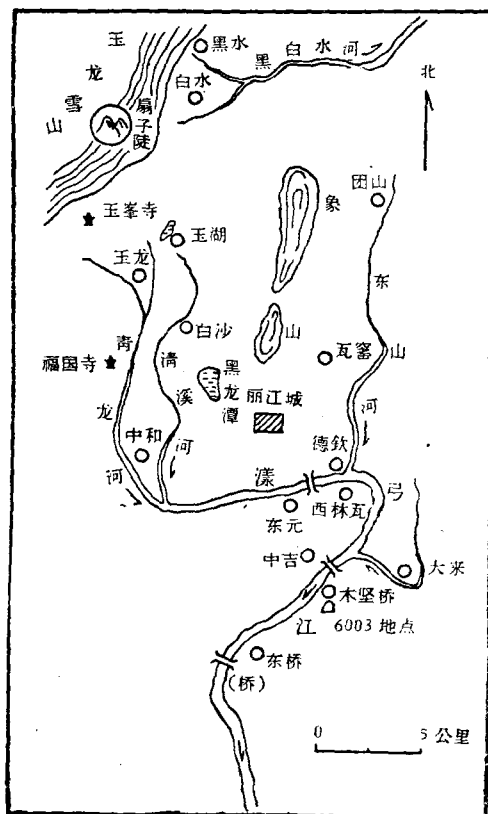 玉龙雪山
扇子陡
黑水
白水
黑白水河
北
玉峯寺
玉湖
团山
象山
玉龙
白沙
福国寺
青龙河
清溪河
黑龙潭
丽江城
瓦窑
东山河
中和
德钦
漾弓江
东元
西林瓦
中吉
大米
木坚桥
6003 地点
东桥
(桥)
0
5 公里